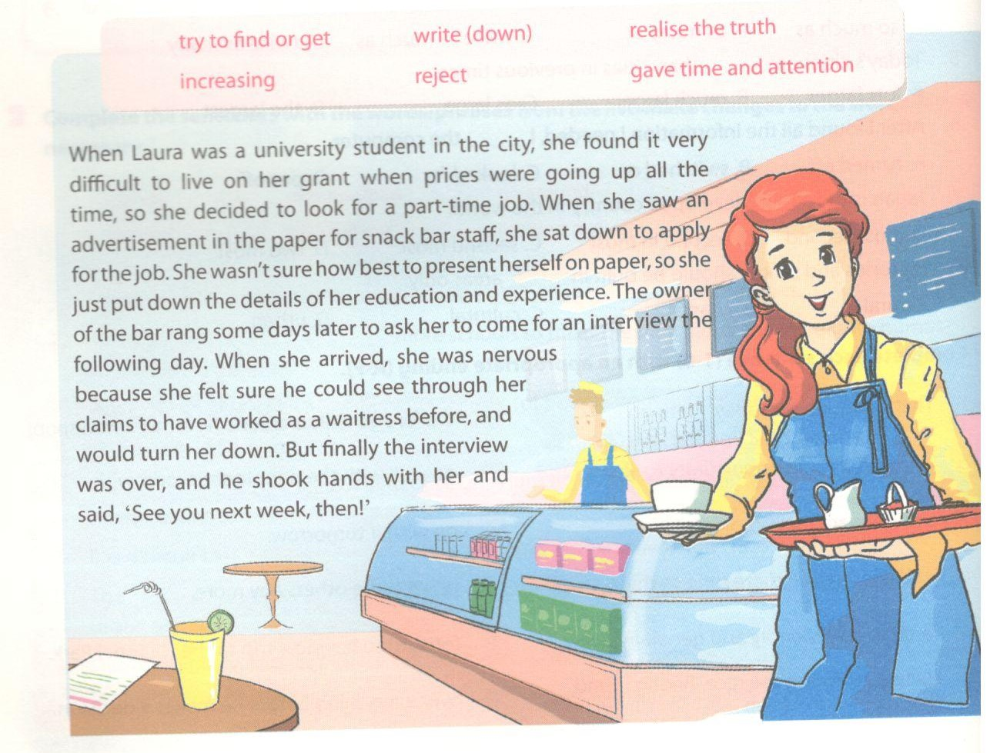 try to find or get write (down) realise the truth
increasing reject gave time and attention
When Laura was a university student in the city, she found it very
difficult to live on her grant when prices were going up all the
time, so she decided to look for a part-time job. When she saw an
advertisement in the paper for snack bar staff, she sat down to apply
for the job. She wasn't sure how best to present herself on paper, so she
just put down the details of her education and experience. The owner
of the bar rang some days later to ask her to come for an interview the
following day. When she arrived, she was nervous
because she felt sure he could see through her
claims to have worked as a waitress before, and
would turn her down. But finally the interview
was over, and he shook hands with her and
said, ‘See you next week, then!’